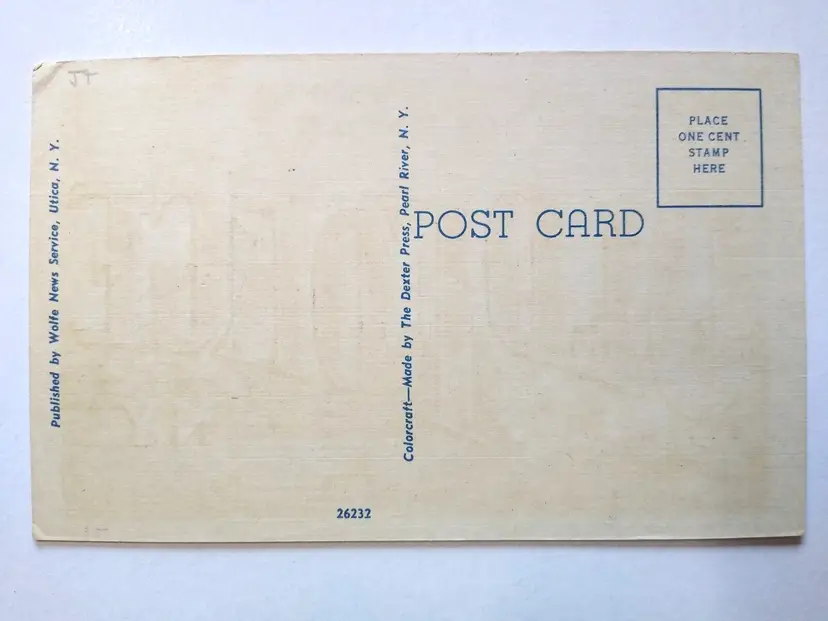 Published by Wolfe News Service, Utica, N. Y.
Colorcraft—Made by The Dexter Press, Pearl River, N. Y.
POST CARD
PLACE
ONE CENT
STAMP
HERE
26232